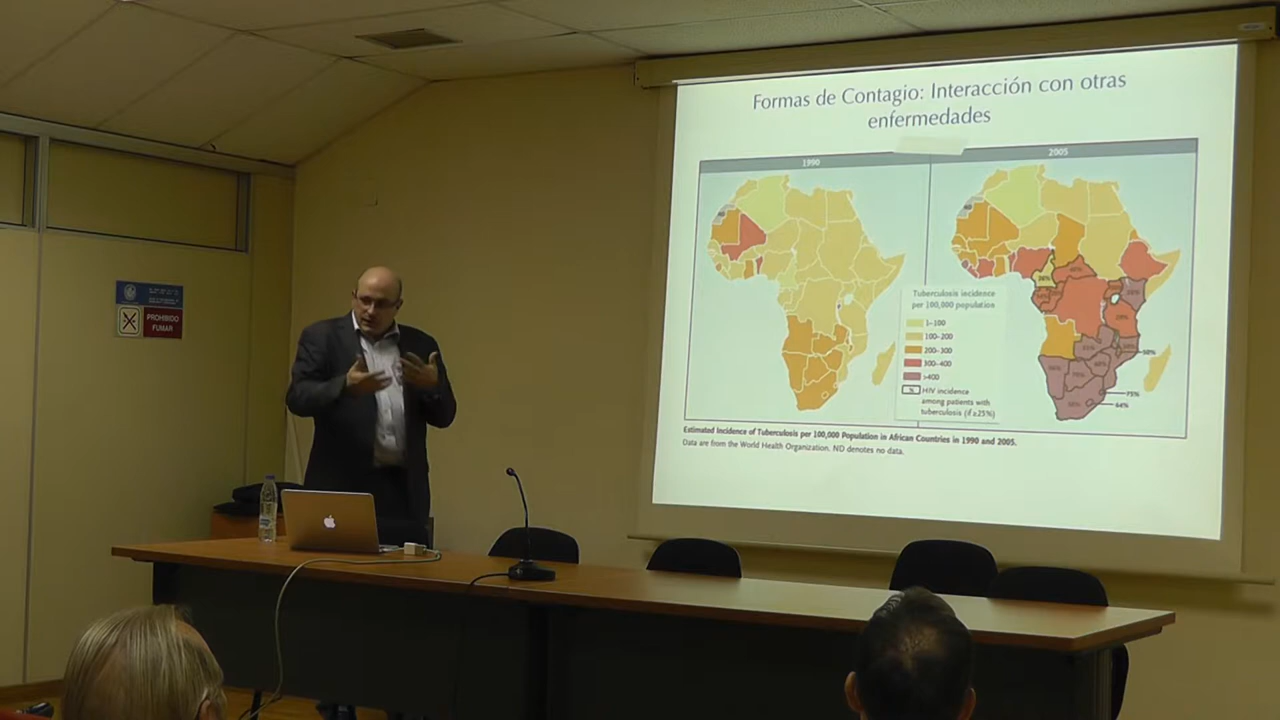 Formas de Contagio: Interacción con otras
enfermedades
1990
2005
Tuberculosis incidence
per 100,000 population
1–100
100–200
200–300
300–400
>400
% HIV incidence
among patients with
tuberculosis (if ≥25%)
50%
75%
64%
Estimated Incidence of Tuberculosis per 100,000 Population in African Countries in 1990 and 2005.
Data are from the World Health Organization. ND denotes no data.
PROHIBIDO
FUMAR